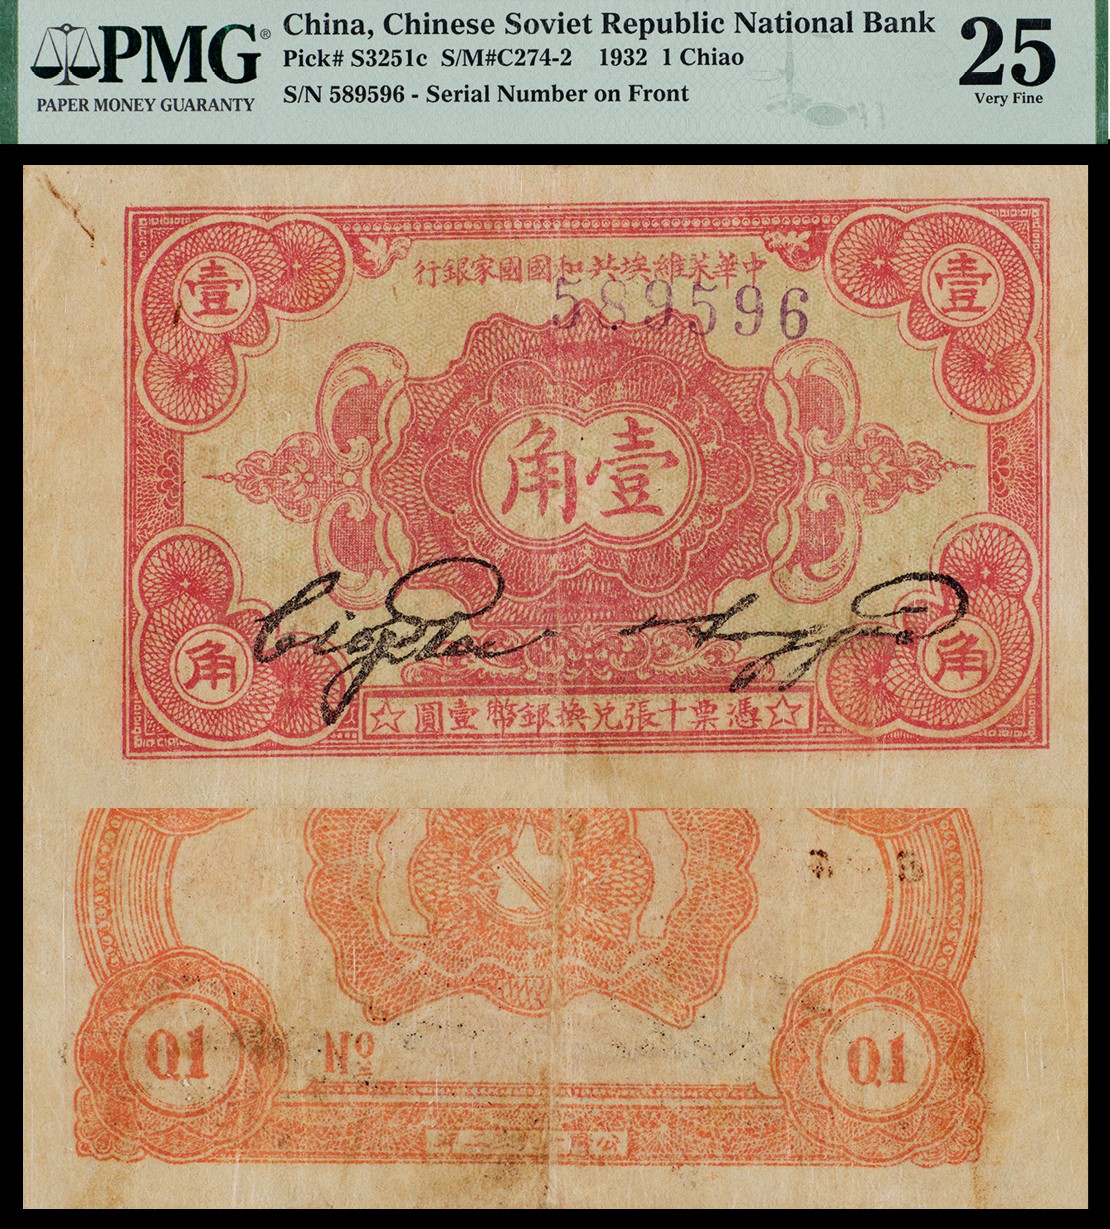 PMG®
PAPER MONEY GUARANTY
China, Chinese Soviet Republic National Bank
Pick# S3251c S/M#C274-2 1932 1 Chiao
S/N 589596 - Serial Number on Front
25
Very Fine
中華蘇維埃共和國國家銀行
589596
壹
壹
壹角
角
角
☆憑票十張兌換銀幣壹圓☆
0.1
No
0.1